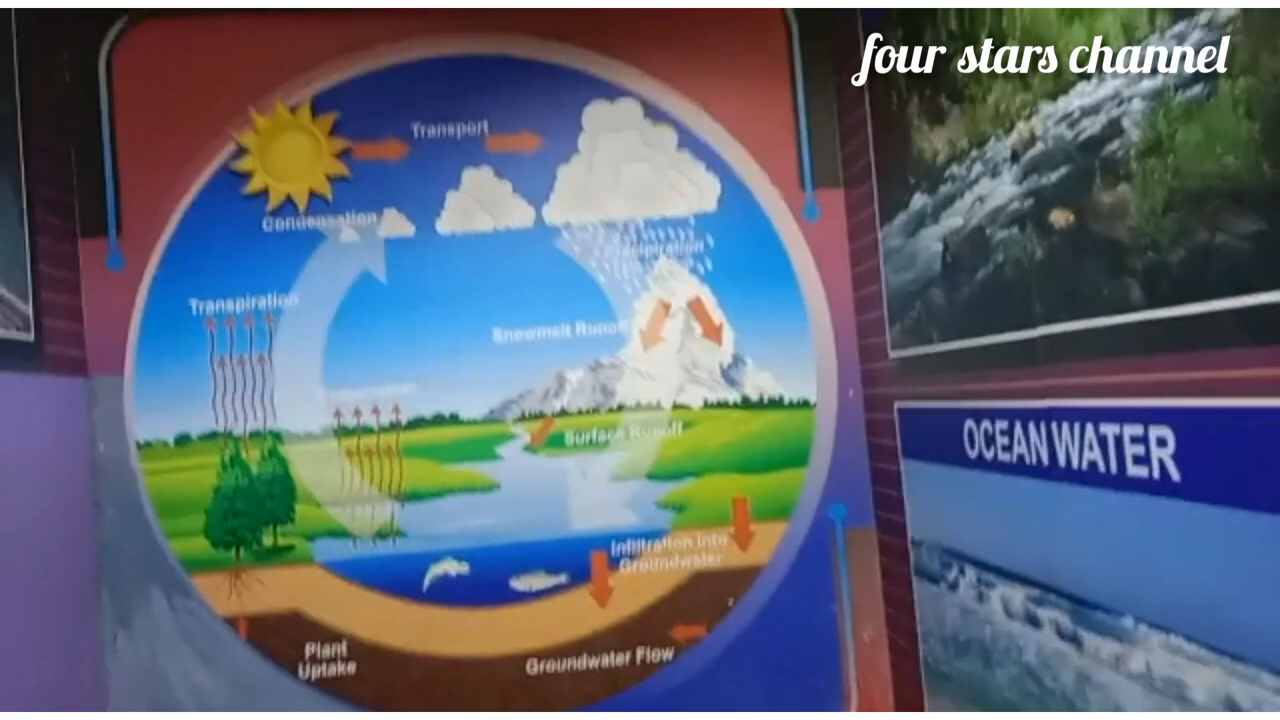 four stars channel
Transport
Condensation
Precipitation
Transpiration
Snowmelt Runoff
Surface Runoff
OCEAN WATER
Infiltration Into
Groundwater
Plant
Uptake
Groundwater Flow